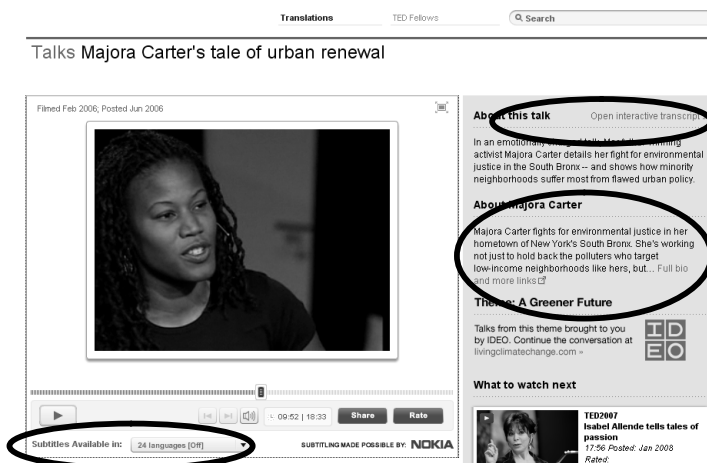 Translations TED Fellows Search
Talks Majora Carter's tale of urban renewal
Filmed Feb 2006; Posted Jun 2006
09:52 | 18:33 Share Rate
Subtitles Available in: 24 languages [Off] SUBTITLING MADE POSSIBLE BY: NOKIA
About this talk Open interactive transcript
In an emotionally
activist Majora Carter details her fight for environmental
justice in the South Bronx -- and shows how minority
neighborhoods suffer most from flawed urban policy.
About Majora Carter
Majora Carter fights for environmental justice in her
hometown of New York's South Bronx. She's working
not just to hold back the polluters who target
low-income neighborhoods like hers, but... Full bio
and more links
Theme: A Greener Future
Talks from this theme brought to you
by IDEO. Continue the conversation at
livingclimatechange.com »
IDEO
What to watch next
TED2007
Isabel Allende tells tales of
passion
17:56 Posted: Jan 2008
Rated: